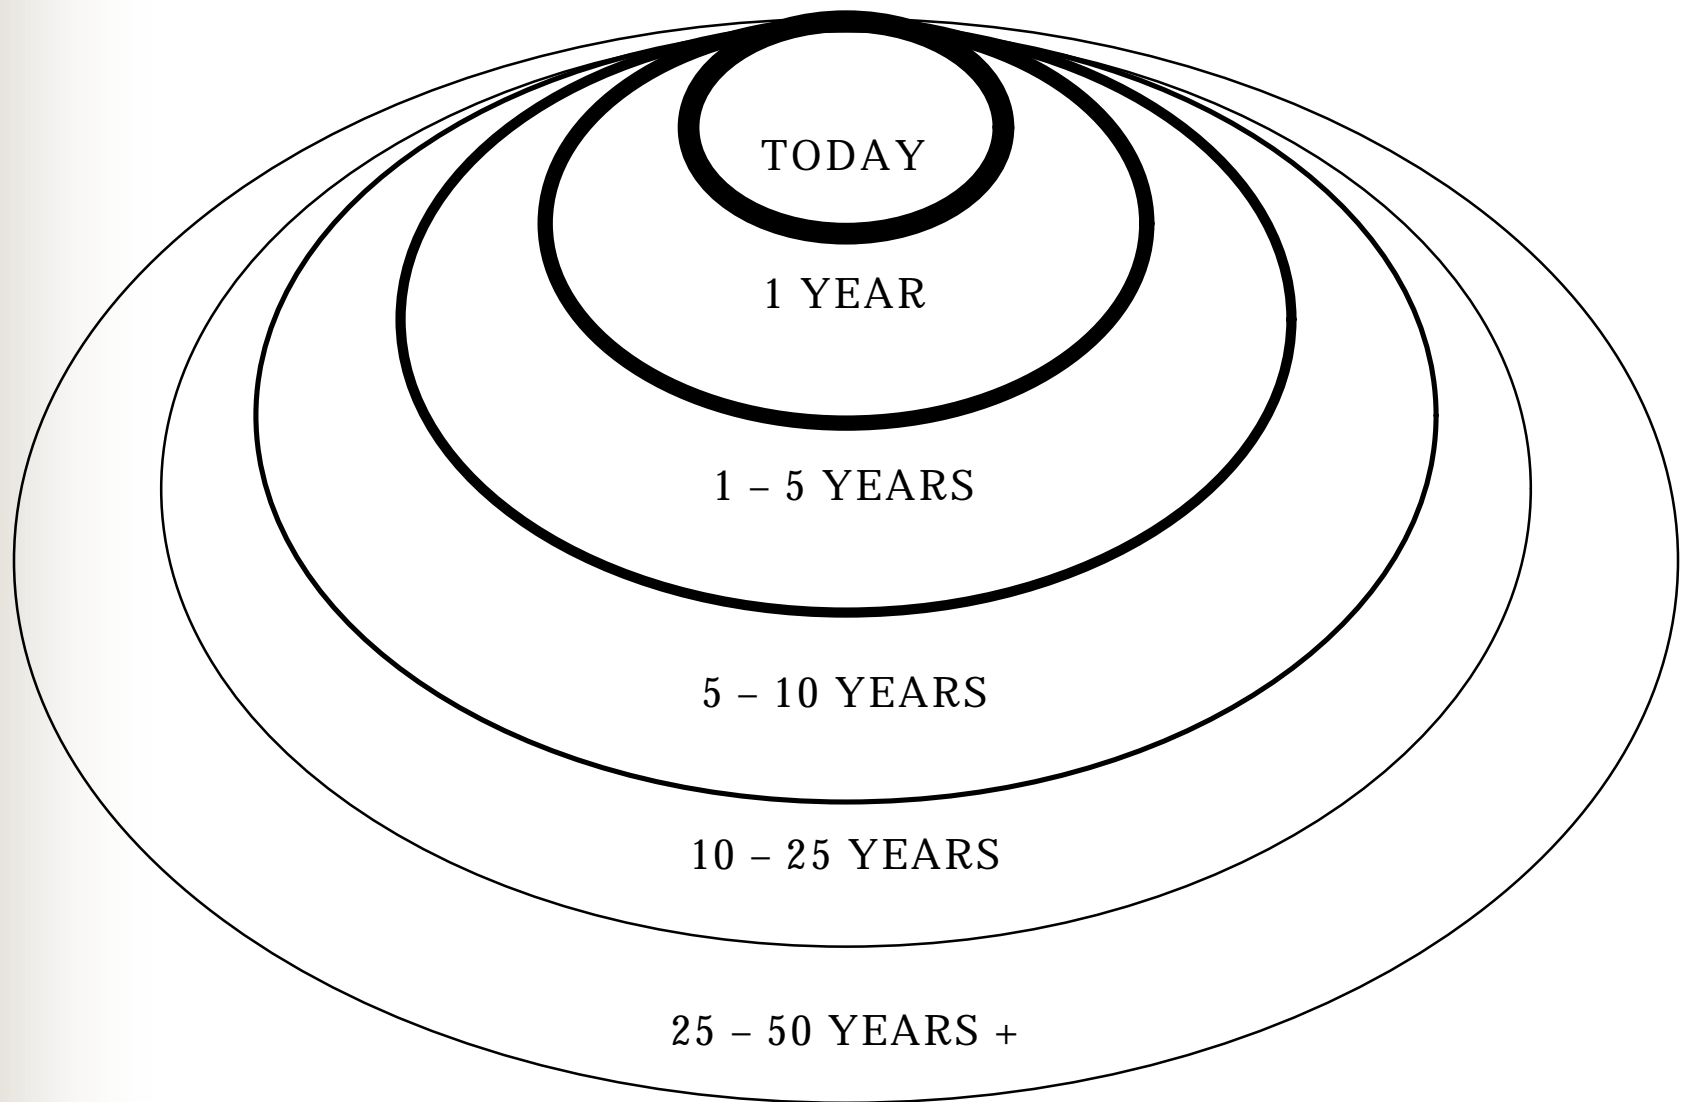 TODAY
1 YEAR
1 – 5 YEARS
5 – 10 YEARS
10 – 25 YEARS
25 – 50 YEARS +